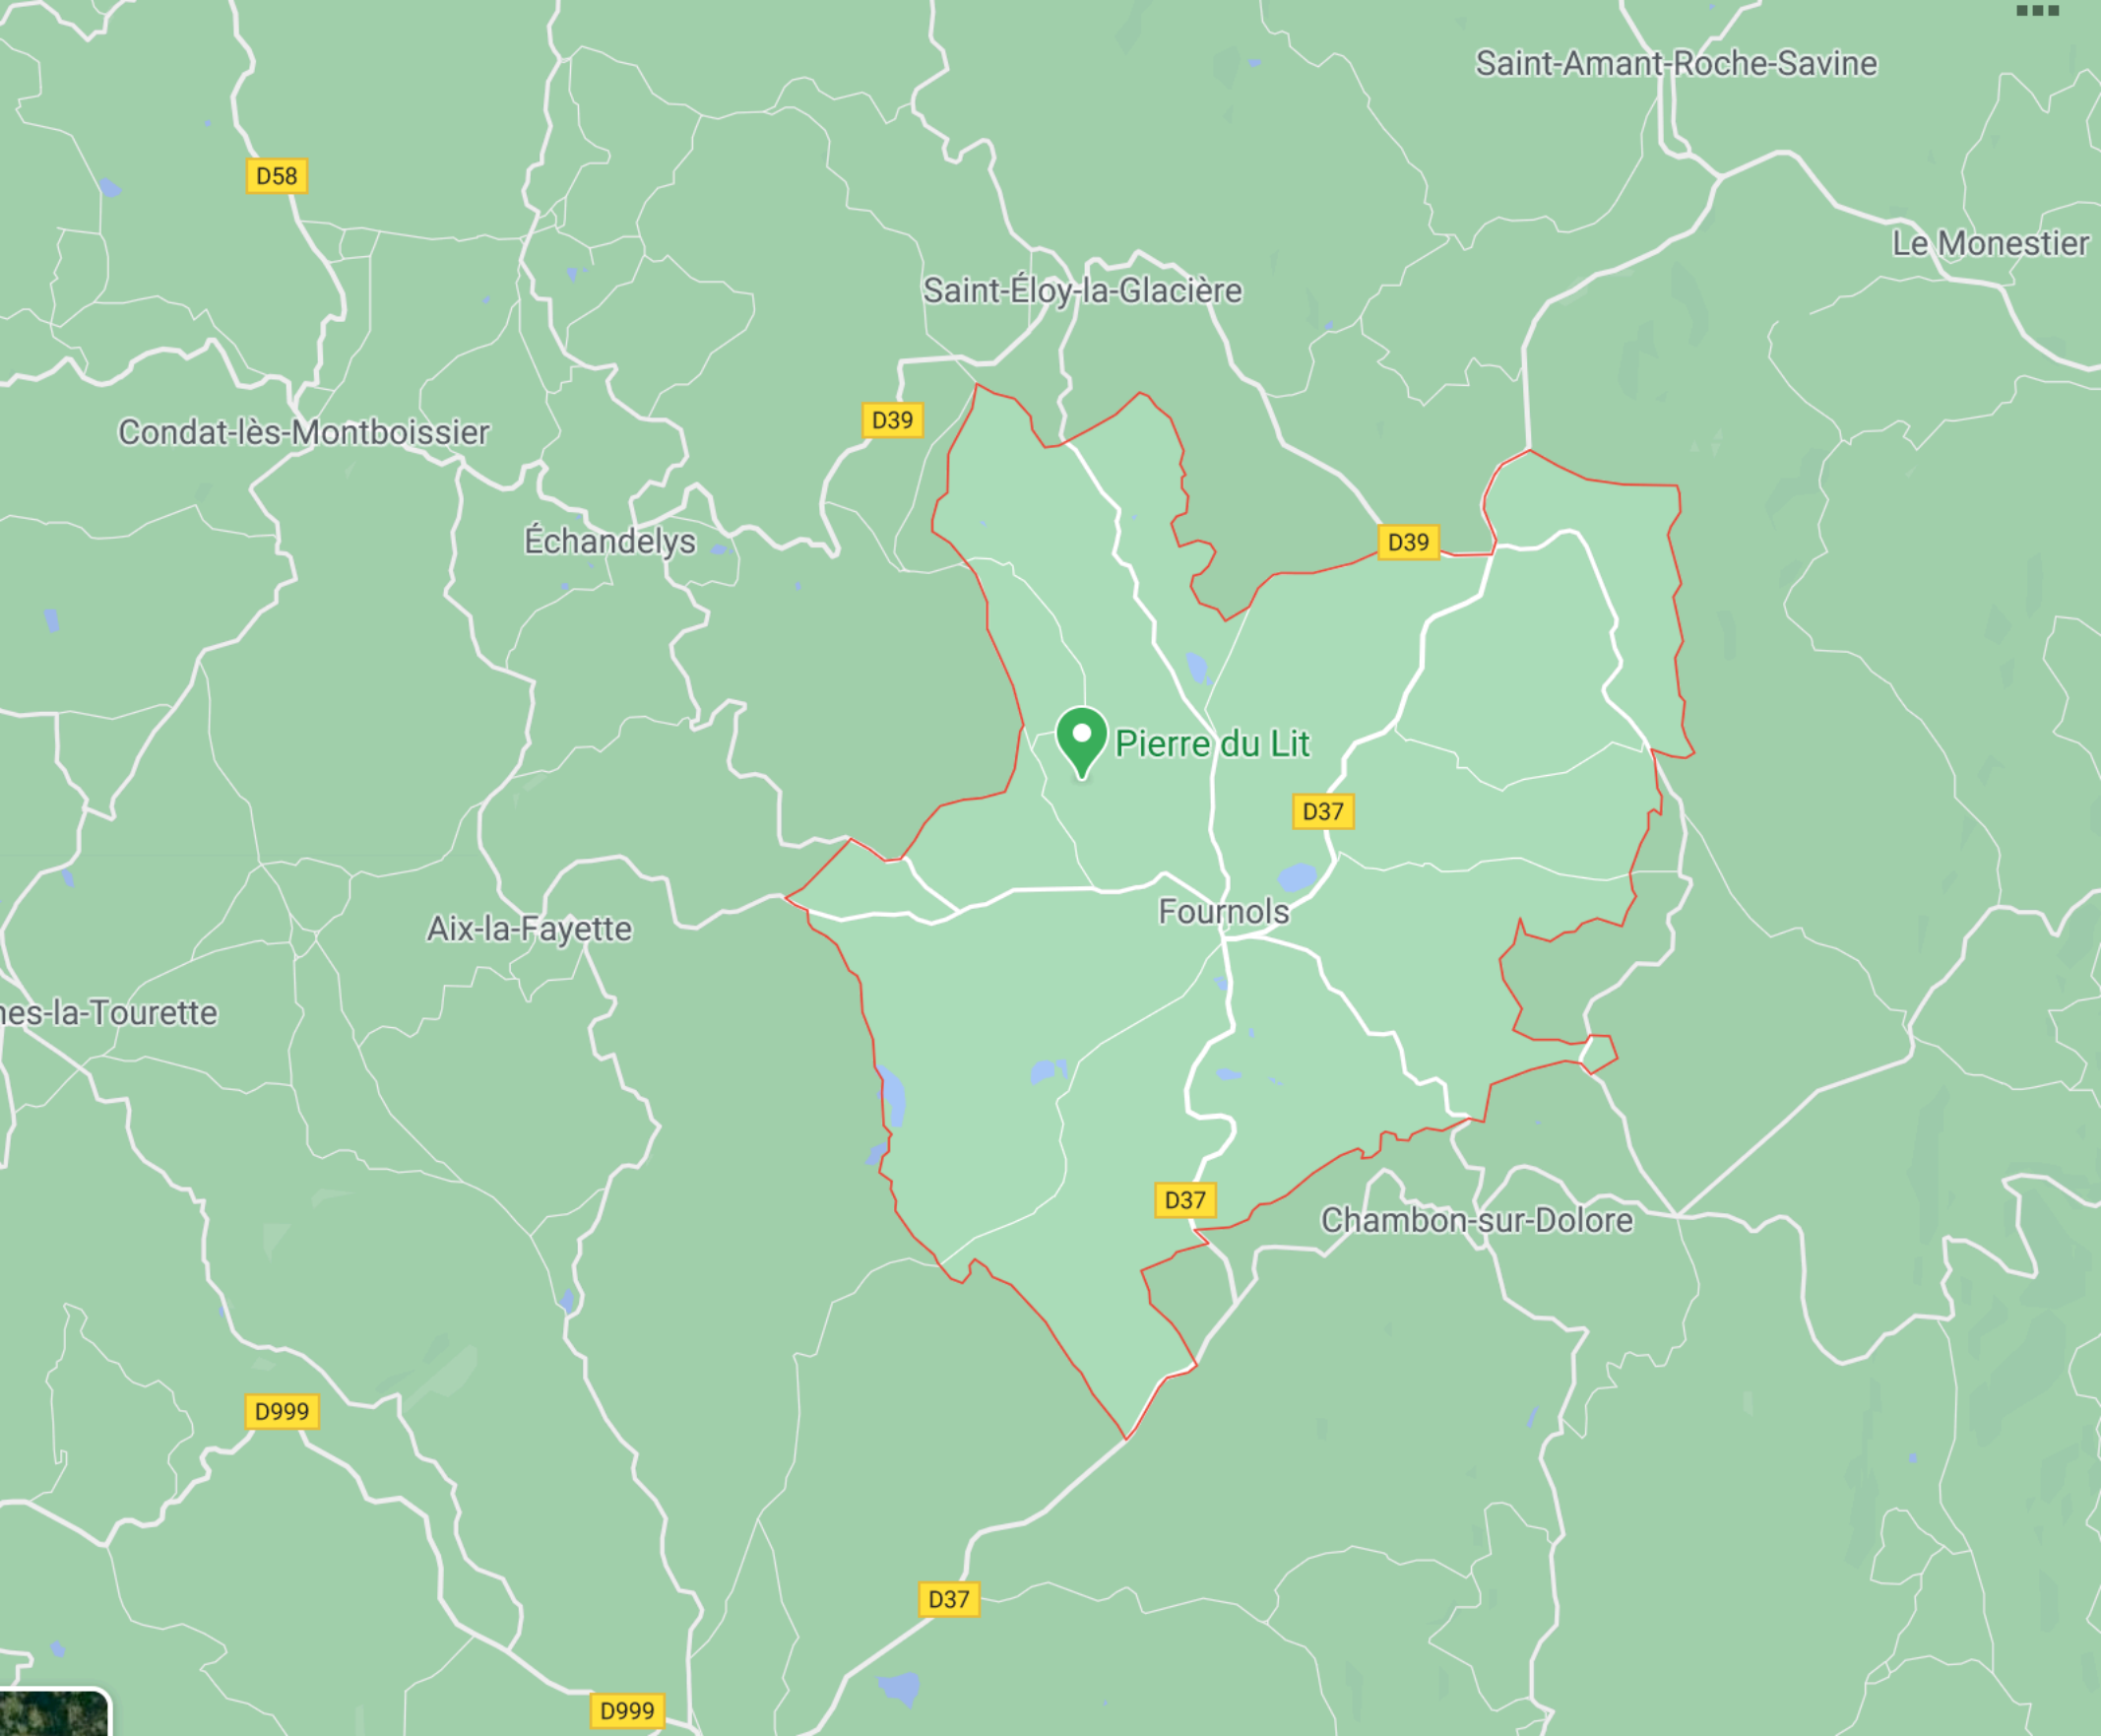 Saint-Amant-Roche-Savine
D58
Le Monestier
Saint-Éloy-la-Glacière
D39
Condat-lès-Montboissier
Échandelys
D39
Pierre du Lit
D37
Fournols
Aix-la-Fayette
nes-la-Tourette
D37
Chambon-sur-Dolore
D999
D37
D999